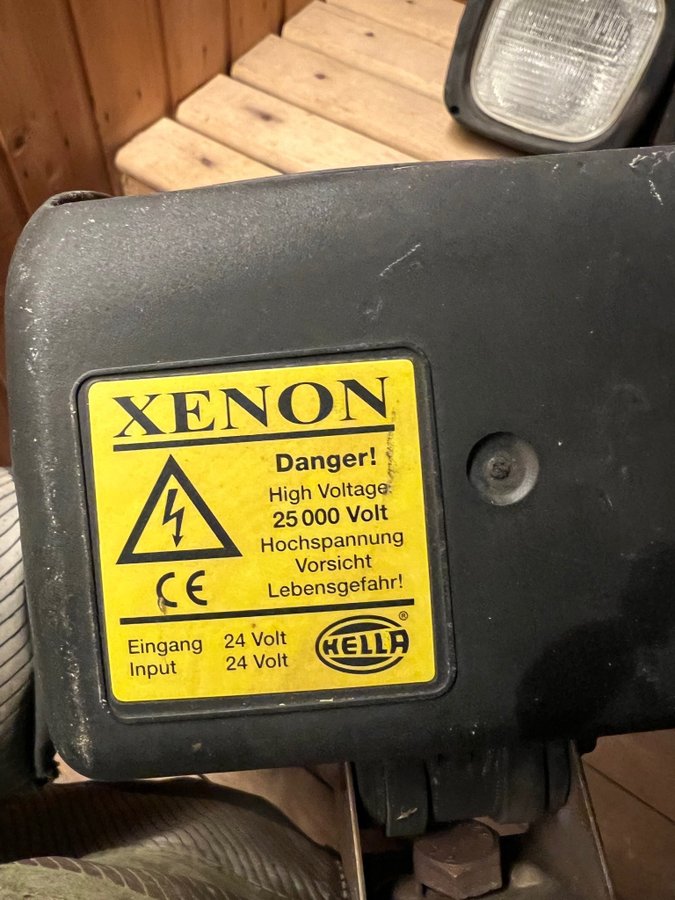 XENON
Danger!
High Voltage
25 000 Volt
Hochspannung
Vorsicht
Lebensgefahr!
CE
Eingang 24 Volt
Input 24 Volt
HELLA®